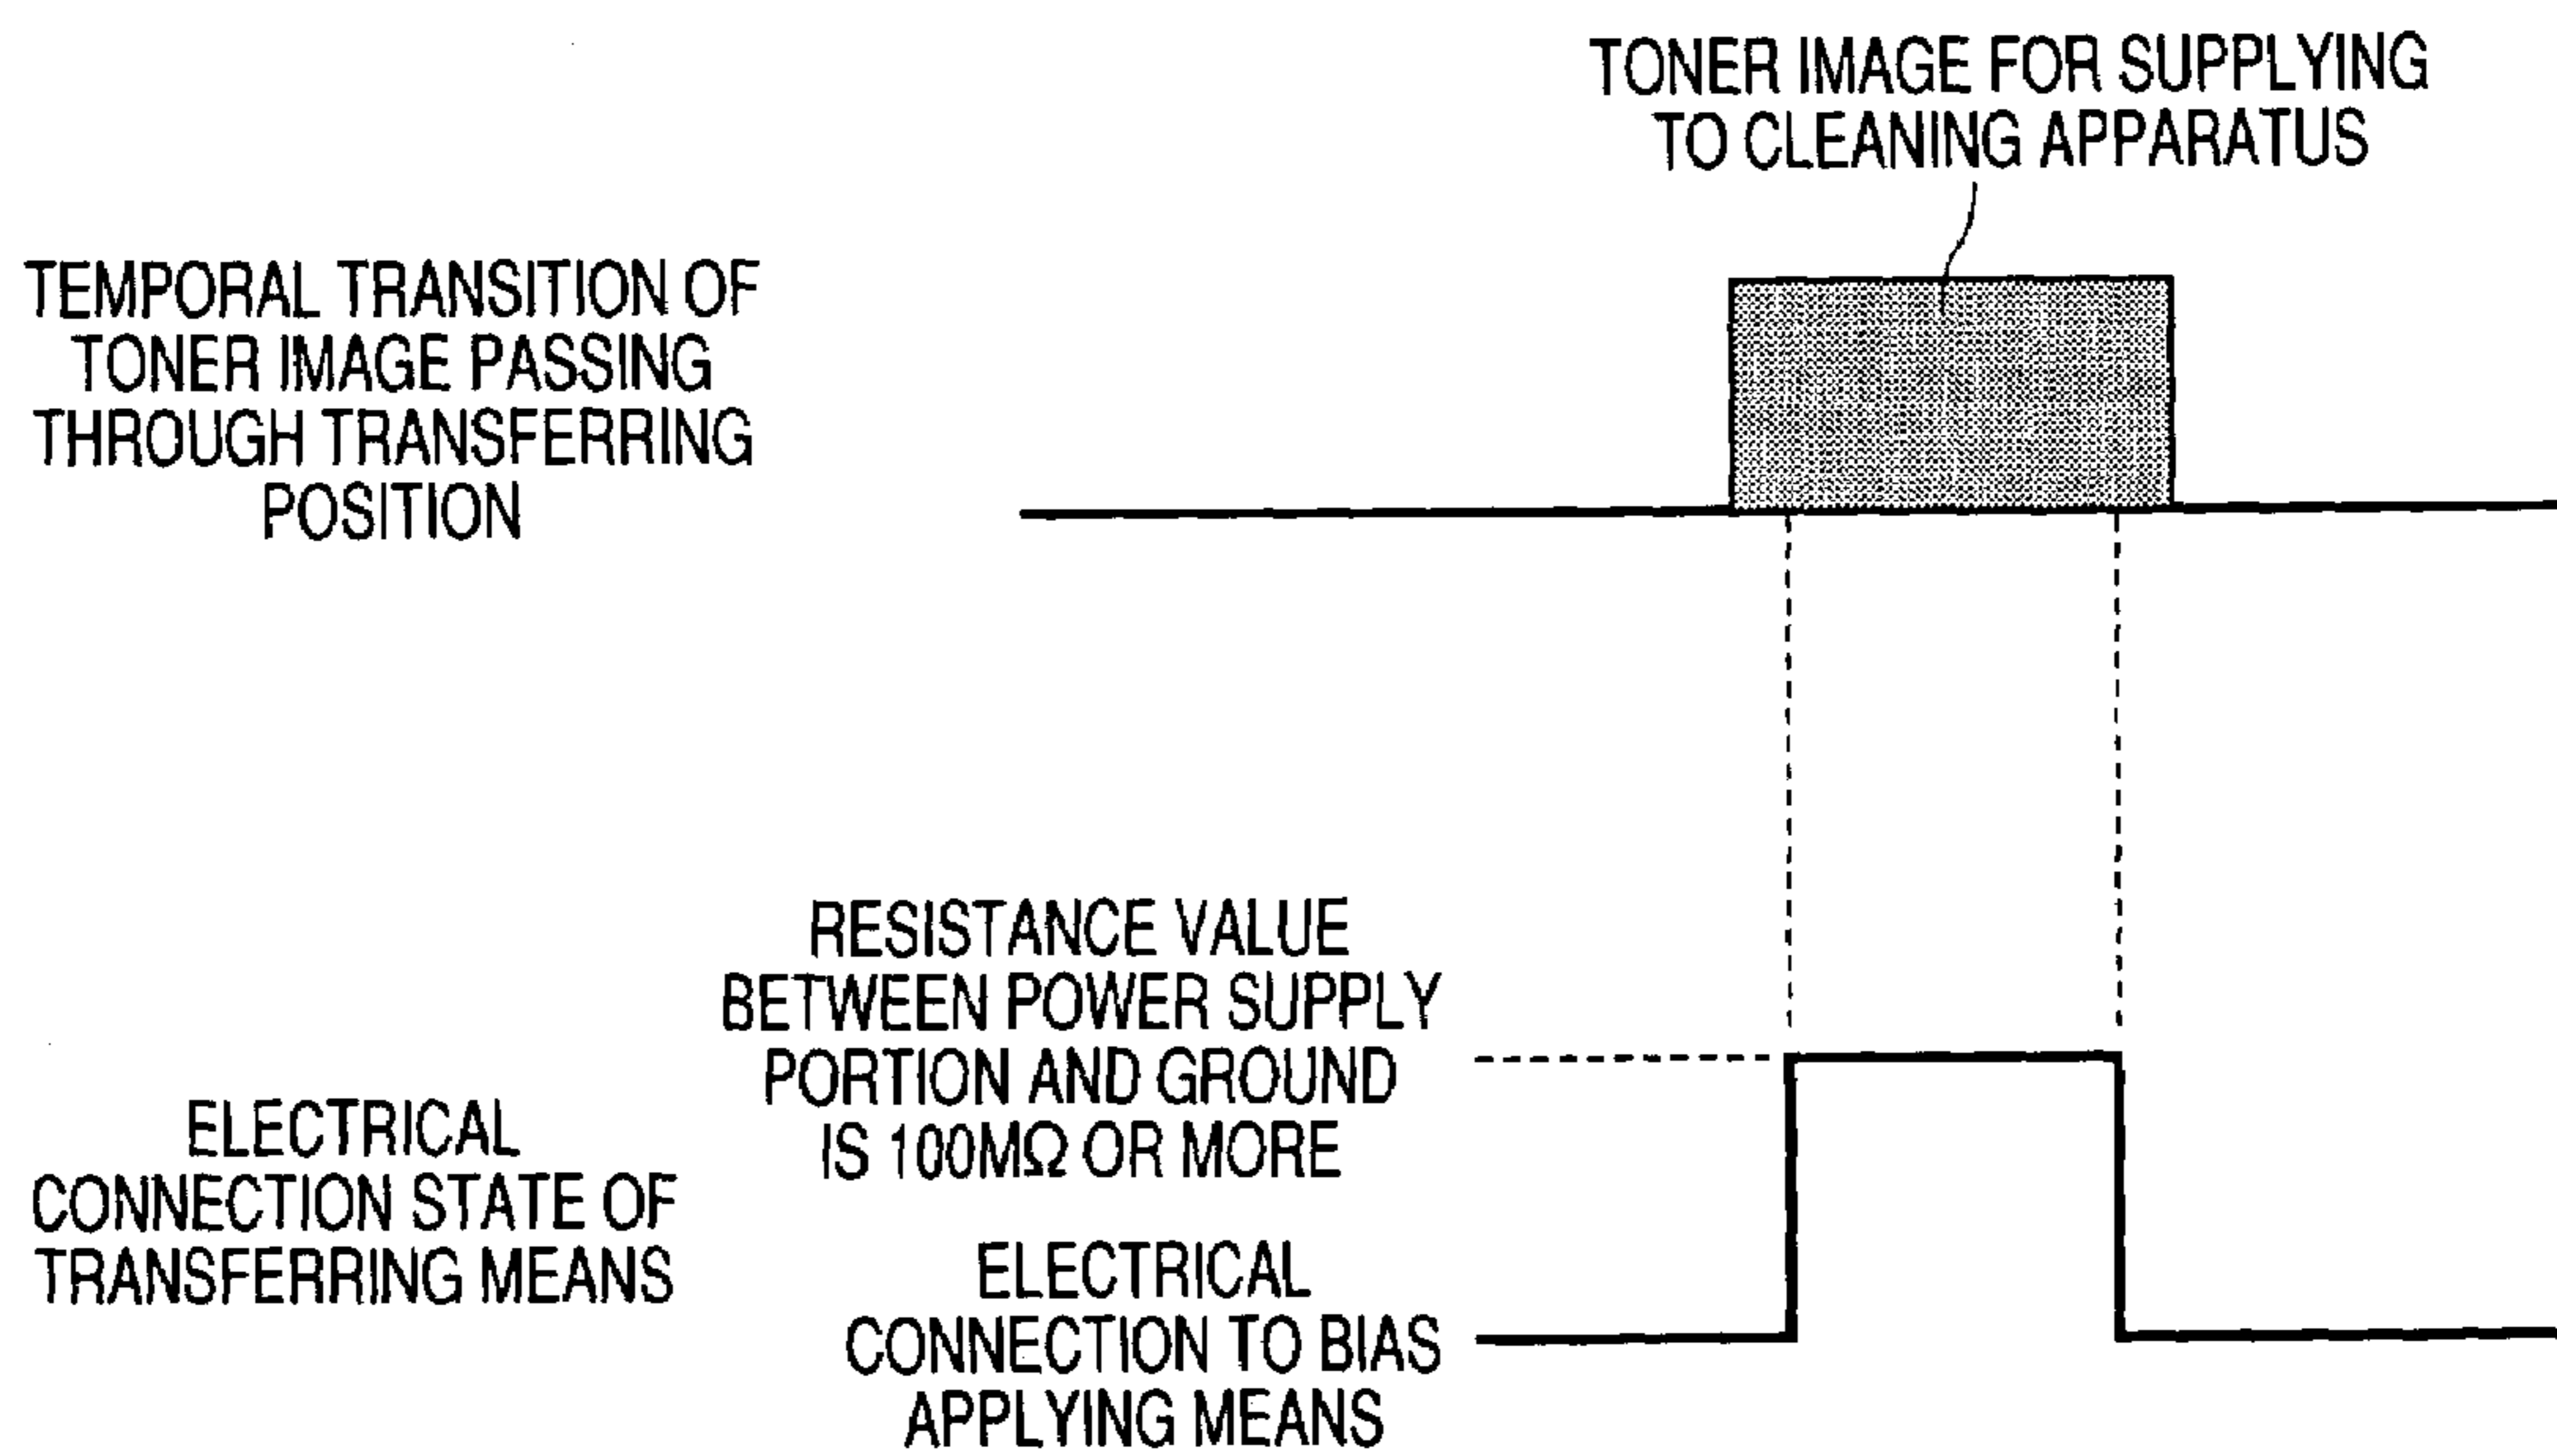 TONER IMAGE FOR SUPPLYING
TO CLEANING APPARATUS
TEMPORAL TRANSITION OF
TONER IMAGE PASSING
THROUGH TRANSFERRING
POSITION
RESISTANCE VALUE
BETWEEN POWER SUPPLY
PORTION AND GROUND
IS 100MΩ OR MORE
ELECTRICAL
CONNECTION STATE OF
TRANSFERRING MEANS
ELECTRICAL
CONNECTION TO BIAS
APPLYING MEANS